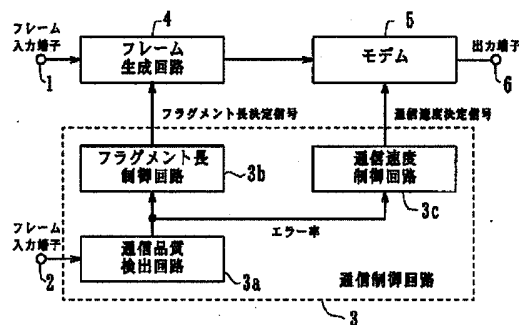 フレーム
入力端子
1
4
フレーム
生成回路
5
モデム
出力端子
6
フラグメント長決定信号
通信速度決定信号
フラグメント長
制御回路
3b
通信速度
制御回路
3c
エラー率
フレーム
入力端子
2
通信品質
検出回路
3a
通信制御回路
3